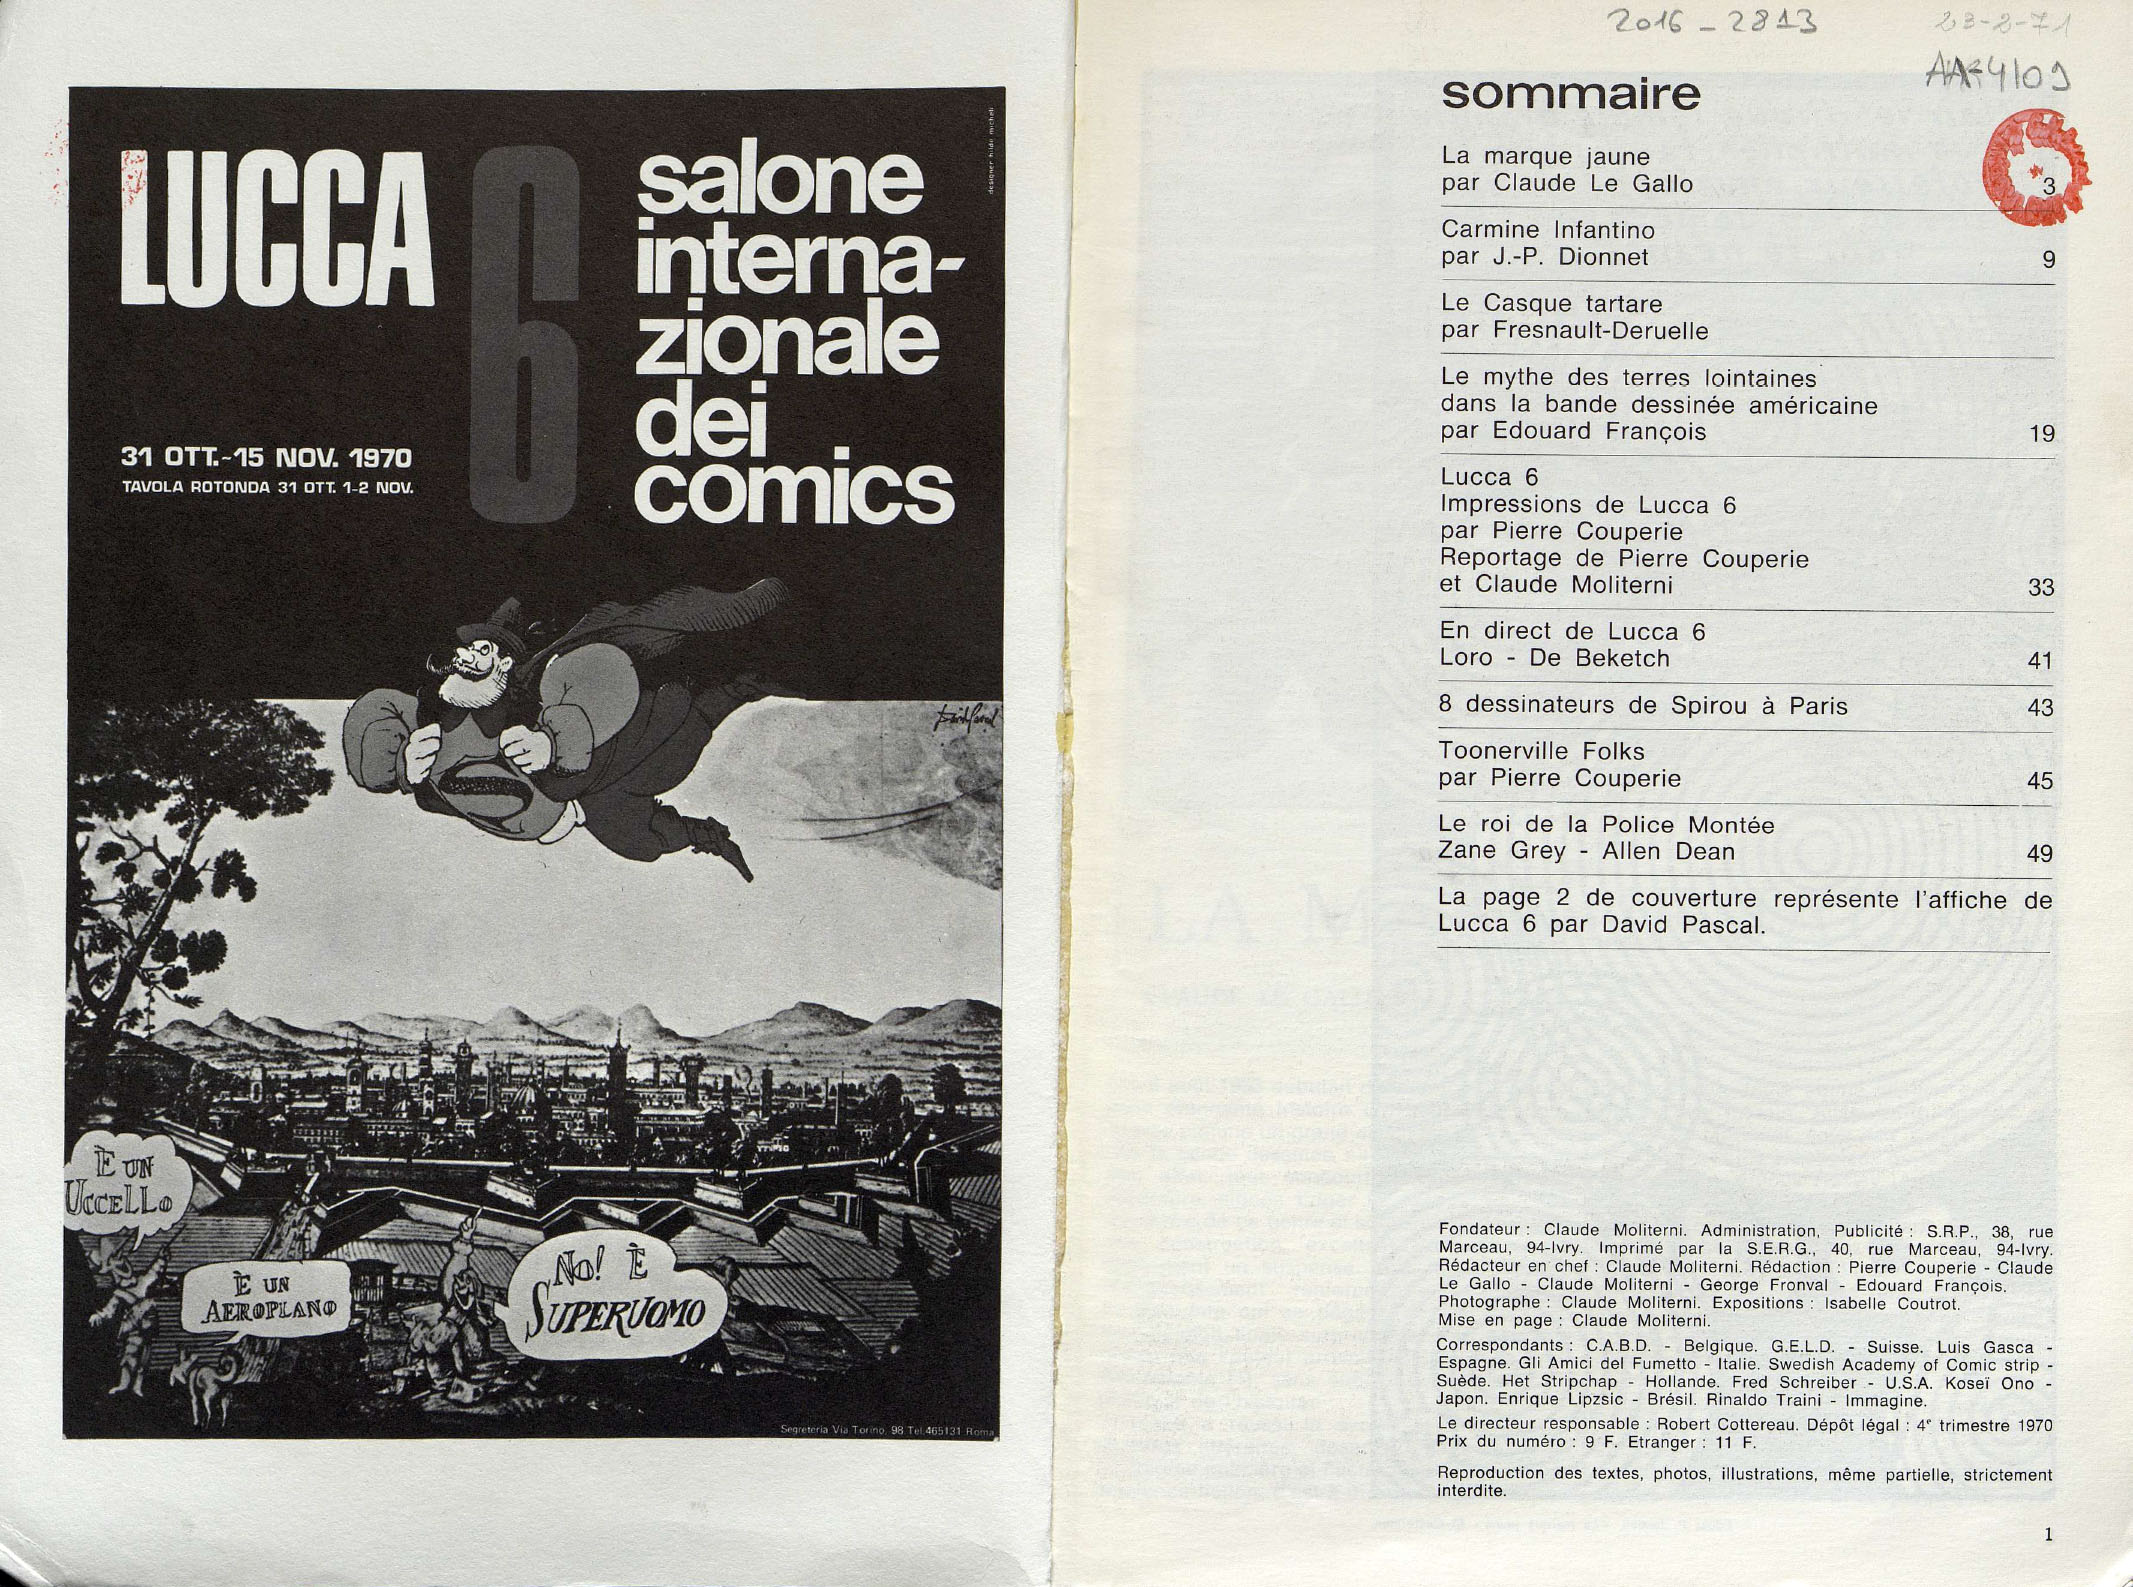 LUCCA 6
salone
interna-
zionale
dei
comics
designer hilde micheli
31 OTT.-15 NOV. 1970
TAVOLA ROTONDA 31 OTT. 1-2 NOV.
È UN
UCCELLO
È UN
AEROPLANO
NO! È
SUPERUOMO
Segreteria Via Torino, 98 Tel.465131 Roma
2016 - 2813
23-2-71
sommaire
La marque jaune
par Claude Le Gallo 3
Carmine Infantino
par J.-P. Dionnet 9
Le Casque tartare
par Fresnault-Deruelle
Le mythe des terres lointaines
dans la bande dessinée américaine
par Edouard François 19
Lucca 6
Impressions de Lucca 6
par Pierre Couperie
Reportage de Pierre Couperie
et Claude Moliterni 33
En direct de Lucca 6
Loro - De Beketch 41
8 dessinateurs de Spirou à Paris 43
Toonerville Folks
par Pierre Couperie 45
Le roi de la Police Montée
Zane Grey - Allen Dean 49
La page 2 de couverture représente l'affiche de
Lucca 6 par David Pascal.
Fondateur : Claude Moliterni. Administration, Publicité : S.R.P., 38, rue
Marceau, 94-Ivry. Imprimé par la S.E.R.G., 40, rue Marceau, 94-Ivry.
Rédacteur en chef : Claude Moliterni. Rédaction : Pierre Couperie - Claude
Le Gallo - Claude Moliterni - George Fronval - Edouard François.
Photographe : Claude Moliterni. Expositions : Isabelle Coutrot.
Mise en page : Claude Moliterni.
Correspondants : C.A.B.D. - Belgique. G.E.L.D. - Suisse. Luis Gasca -
Espagne. Gli Amici del Fumetto - Italie. Swedish Academy of Comic strip -
Suède. Het Stripchap - Hollande. Fred Schreiber - U.S.A. Koseï Ono -
Japon. Enrique Lipzsic - Brésil. Rinaldo Traini - Immagine.
Le directeur responsable : Robert Cottereau. Dépôt légal : 4e trimestre 1970
Prix du numéro : 9 F. Etranger : 11 F.
Reproduction des textes, photos, illustrations, même partielle, strictement
interdite.
1